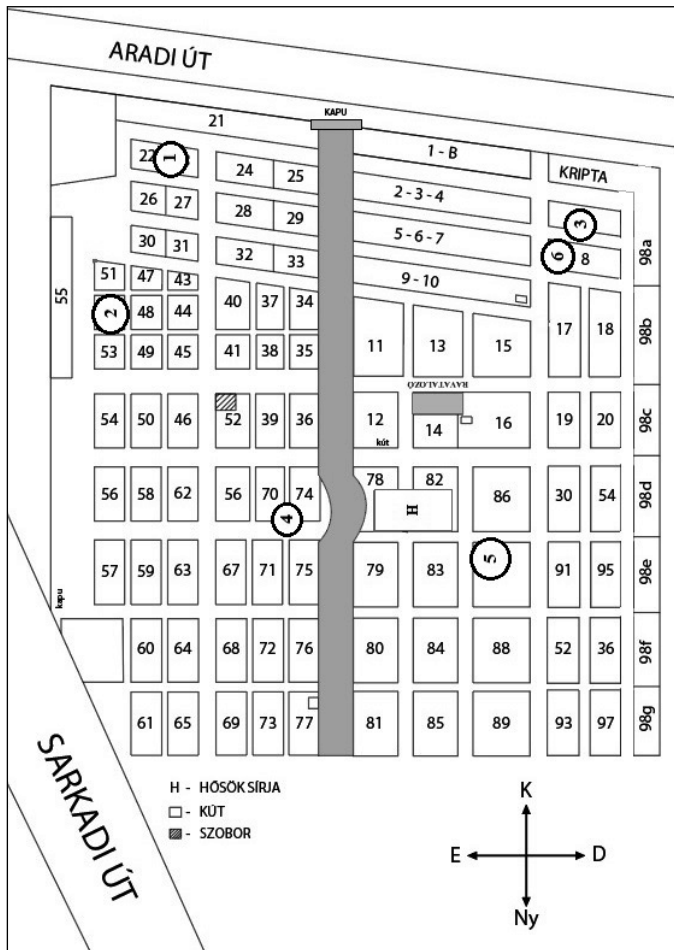 ARADI ÚT
KAPU
21
1 - B
22 1
24 25
2 - 3 - 4
KRIPTA
26 27
28 29
5 - 6 - 7
3
98a
30 31
32 33
9 - 10
6 8
55
51 47 43
40 37 34
2 48 44
11 13 15
17 18
98b
53 49 45
41 38 35
RAVATALOZÓ
54 50 46
52 39 36
12 14 16
19 20
98c
kút
56 58 62
56 70 74
78 82 86
30 54
98d
4
H
57 59 63
67 71 75
79 83 5
91 95
98e
kapu
60 64
68 72 76
80 84 88
52 36
98f
61 65
69 73 77
81 85 89
93 97
98g
SARKADI ÚT
H - HŐSÖK SÍRJA
- KÚT
- SZOBOR
K
E D
Ny